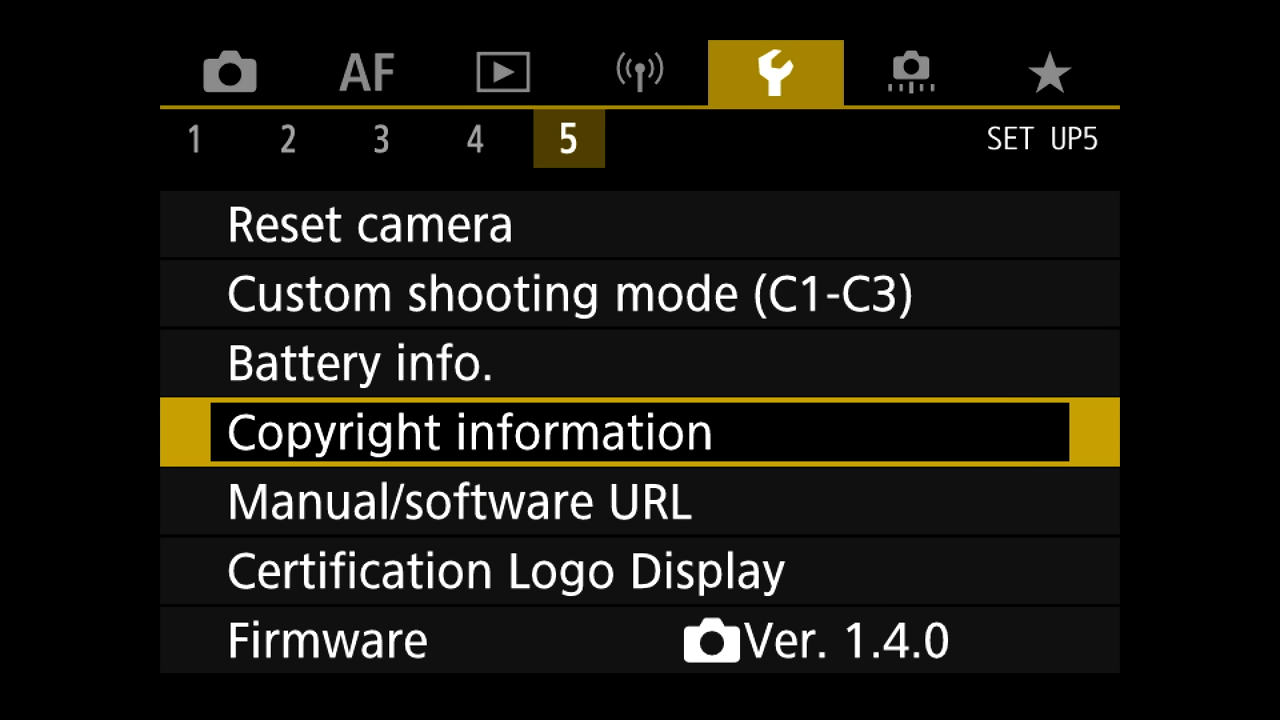 AF
1 2 3 4 5 SET UP5
Reset camera
Custom shooting mode (C1-C3)
Battery info.
Copyright information
Manual/software URL
Certification Logo Display
Firmware Ver. 1.4.0